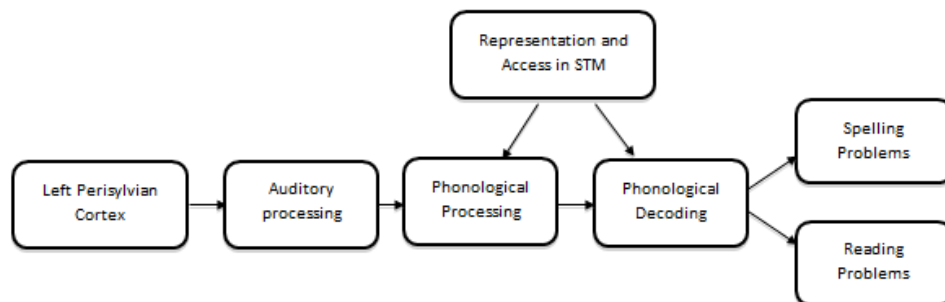 Representation and
Access in STM
Spelling
Problems
Left Perisylvian
Cortex
Auditory
processing
Phonological
Processing
Phonological
Decoding
Reading
Problems